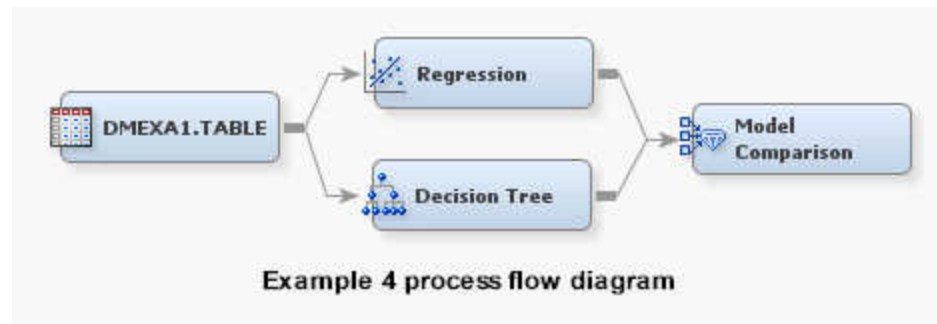 DMEXA1.TABLE
Regression
Decision Tree
Model
Comparison
Example 4 process flow diagram